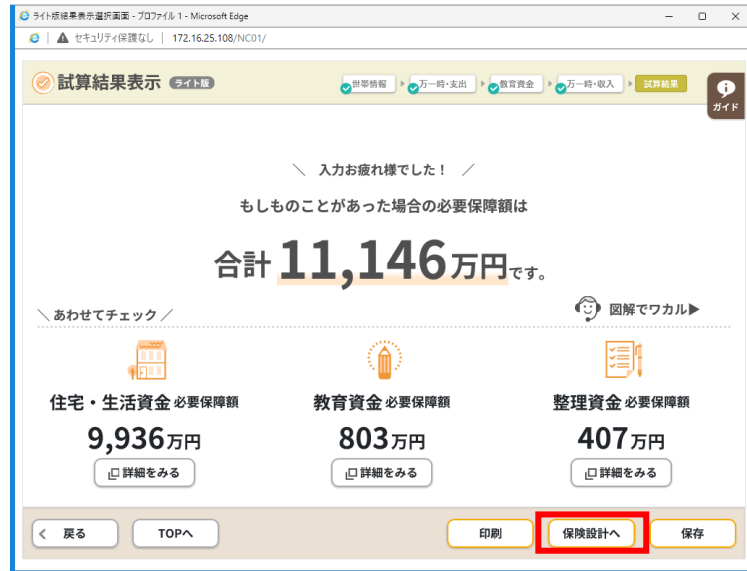 ライト版結果表示選択画面 - プロファイル 1 - Microsoft Edge
セキュリティ保護なし | 172.16.25.108/NC01/
試算結果表示 ライト版
世帯情報 万一時・支出 教育資金 万一時・収入 試算結果
ガイド
＼ 入力お疲れ様でした！ ／
もしものことがあった場合の必要保障額は
合計 11,146万円です。
＼あわせてチェック／
図解でワカル▶
住宅・生活資金 必要保障額
9,936万円
詳細をみる
教育資金 必要保障額
803万円
詳細をみる
整理資金 必要保障額
407万円
詳細をみる
戻る
TOPへ
印刷
保険設計へ
保存